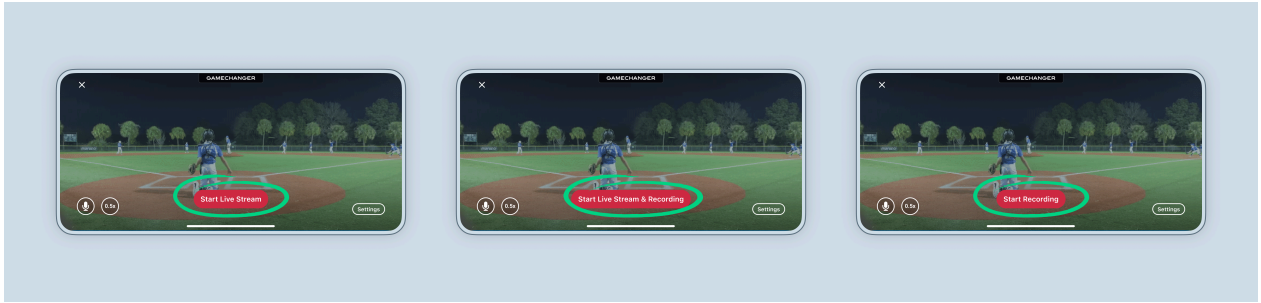 GAMECHANGER
0.5x
Start Live Stream
Settings
GAMECHANGER
0.5x
Start Live Stream & Recording
Settings
GAMECHANGER
0.5x
Start Recording
Settings